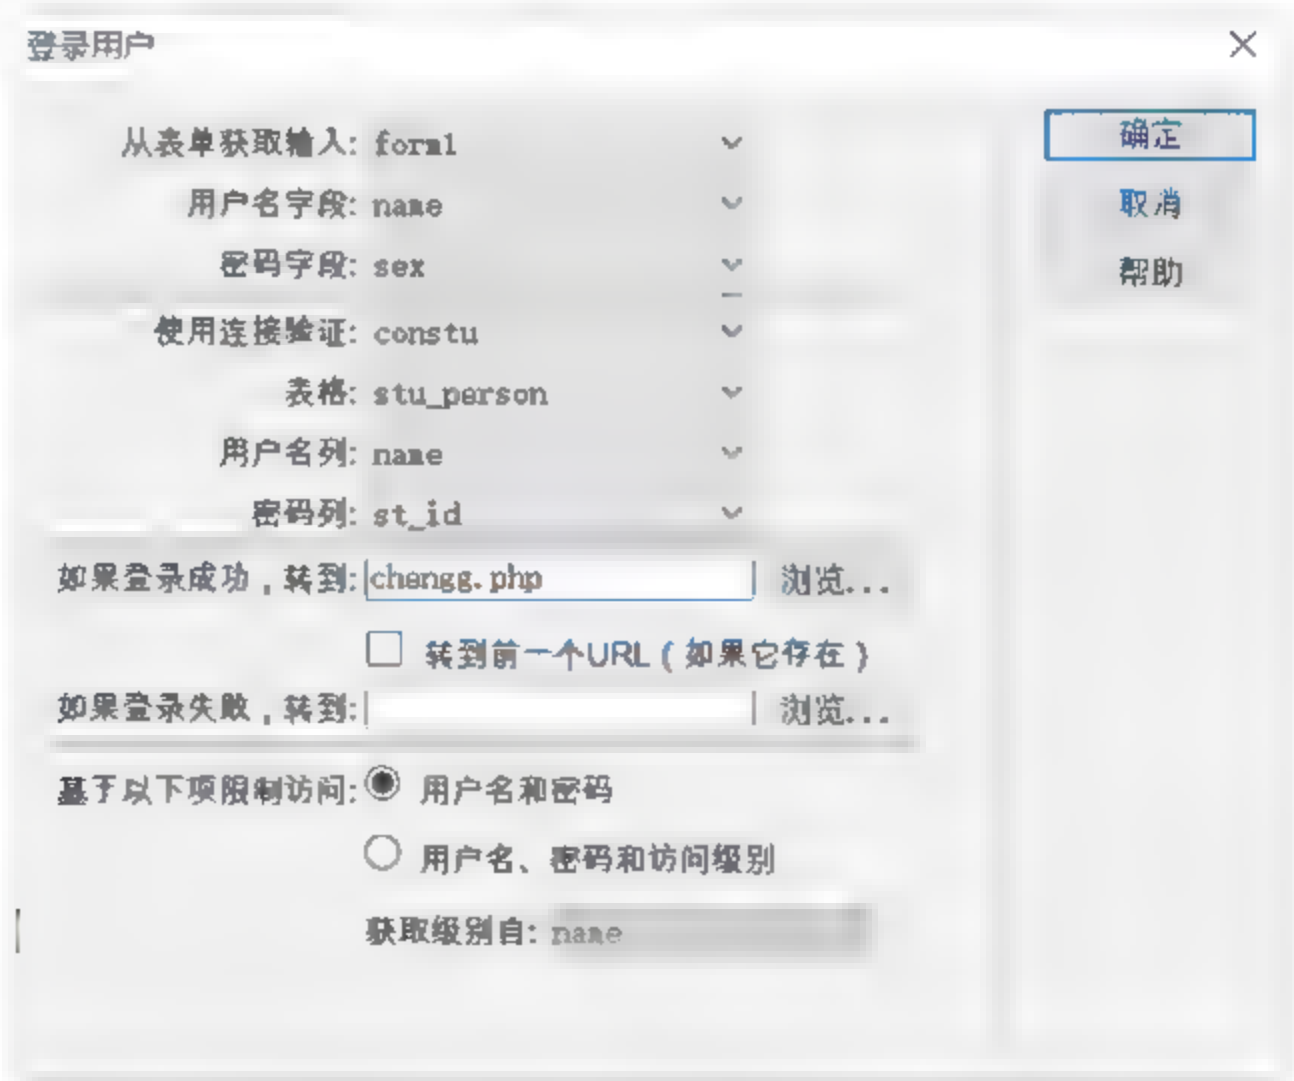 登录用户
从表单获取输入: form1
确定
用户名字段: name
取消
密码字段: sex
帮助
使用连接验证: constu
表格: stu_person
用户名列: name
密码列: st_id
如果登录成功，转到: chengg.php 浏览...
转到前一个URL（如果它存在）
如果登录失败，转到: 浏览...
基于以下项限制访问: 用户名和密码
用户名、密码和访问级别
获取级别自: name